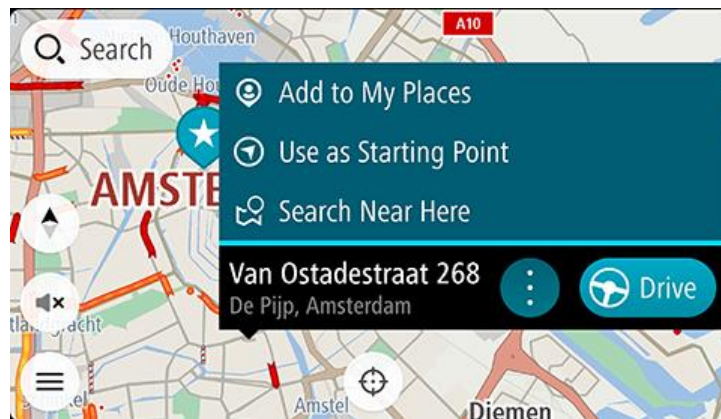 A10
Search
Houthaven
Oude Hou
Add to My Places
Use as Starting Point
AMSTE
Search Near Here
Van Ostadestraat 268
Drive
De Pijp, Amsterdam
Amstel
Diemen